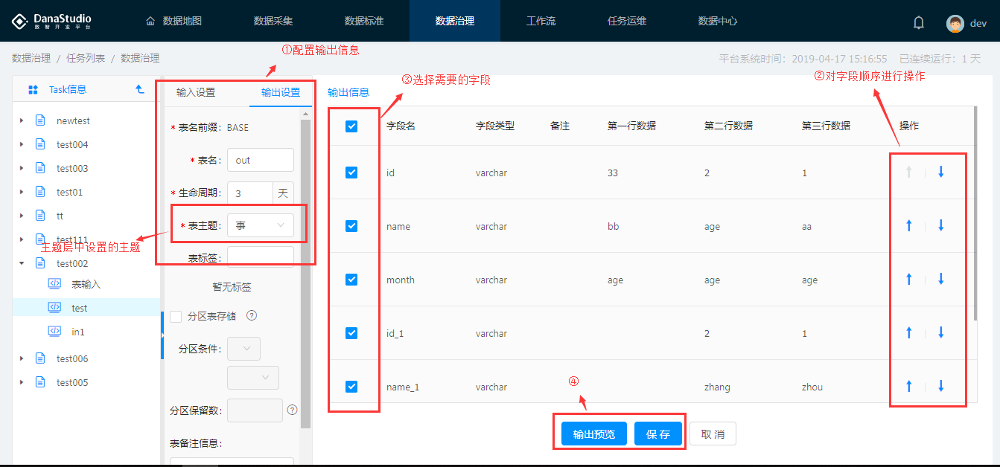 DanaStudio
数智开发平台
数据地图
数据采集
数据标准
数据治理
工作流
任务运维
数据中心
dev
数据治理 / 任务列表 / 数据治理
平台系统时间：2019-04-17 15:16:55 已连续运行：1 天
①配置输出信息
③选择需要的字段
②对字段顺序进行操作
Task信息
newtest
test004
test003
test01
tt
test111
主题层中设置的主题
test002
表输入
test
in1
test006
test005
输入设置
输出设置
* 表名前缀: BASE
* 表名: out
* 生命周期: 3 天
* 表主题: 事
表标签:
暂无标签
分区表存储 ?
分区条件:
分区保留数: ?
表备注信息:
输出信息
字段名 字段类型 备注 第一行数据 第二行数据 第三行数据 操作
id varchar 33 2 1
name varchar bb age aa
month varchar age age age
id_1 varchar 2 1
name_1 varchar zhang zhou
④
输出预览
保 存
取 消